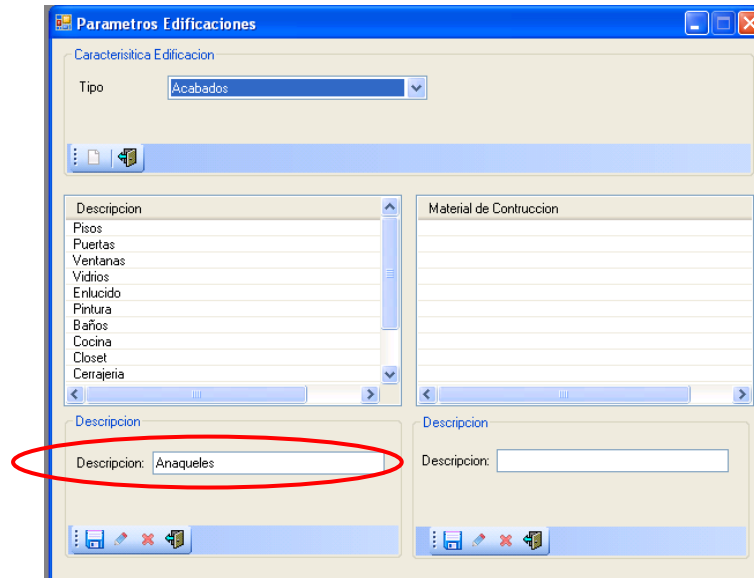 Parametros Edificaciones
Caracterisitica Edificacion
Tipo
Acabados
Descripcion
Pisos
Puertas
Ventanas
Vidrios
Enlucido
Pintura
Baños
Cocina
Closet
Cerrajeria
Material de Contruccion
Descripcion
Descripcion: Anaqueles
Descripcion
Descripcion: